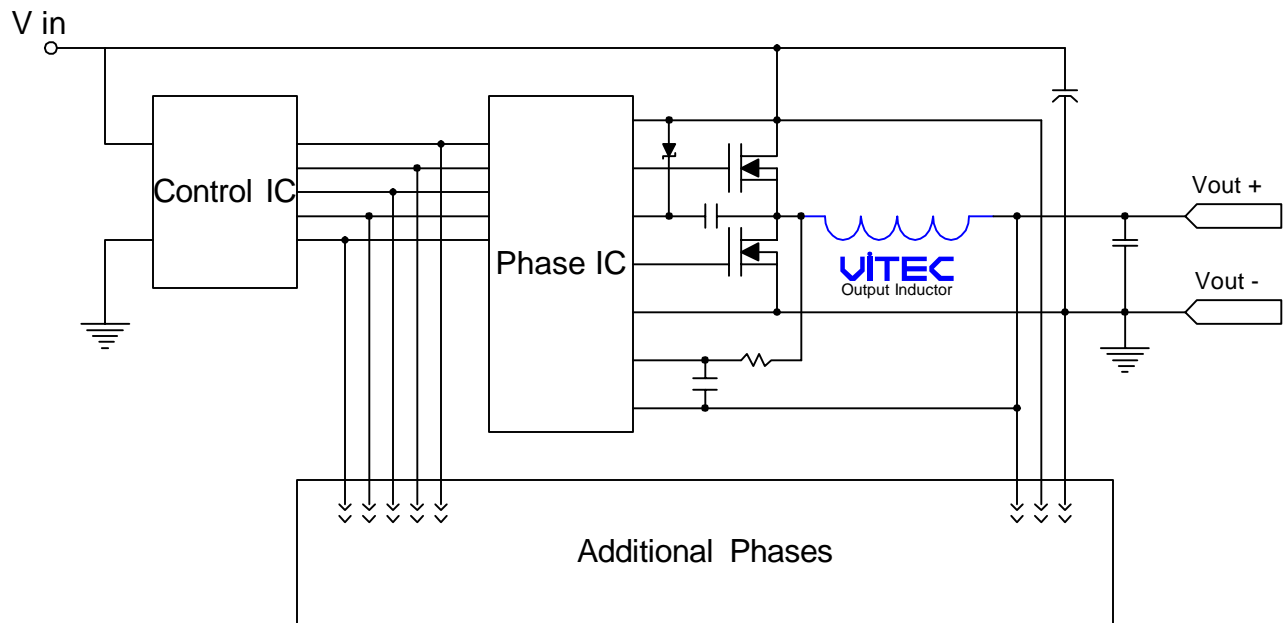 V in
Control IC
Phase IC
Vout +
ViTEC
Output Inductor
Vout -
Additional Phases